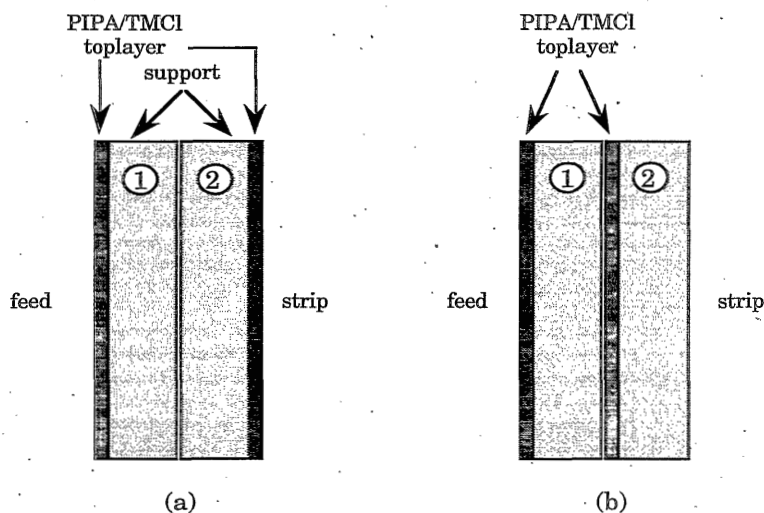 PIPA/TMCl
toplayer
support
①
②
feed
strip
(a)
PIPA/TMCl
toplayer
①
②
feed
strip
(b)